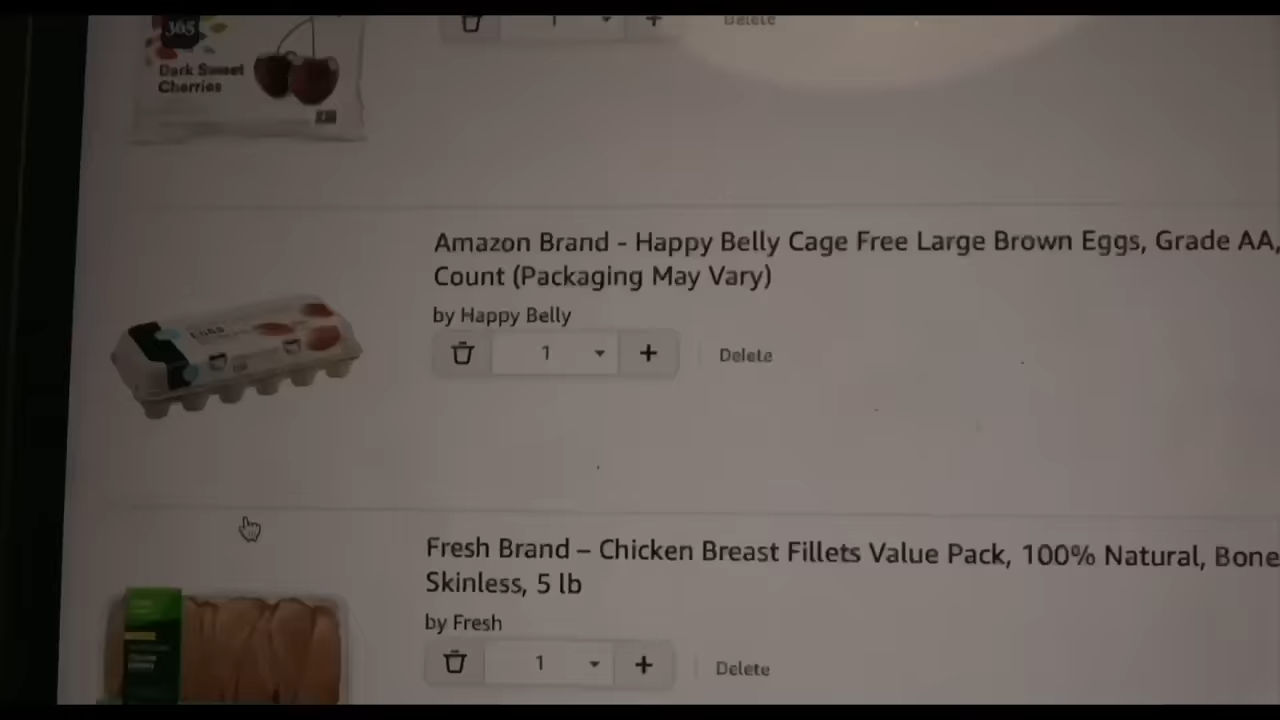 365
Dark Sweet
Cherries
1
Delete
Amazon Brand - Happy Belly Cage Free Large Brown Eggs, Grade AA,
Count (Packaging May Vary)
by Happy Belly
1
+
Delete
Fresh Brand – Chicken Breast Fillets Value Pack, 100% Natural, Bone
Skinless, 5 lb
by Fresh
1
+
Delete